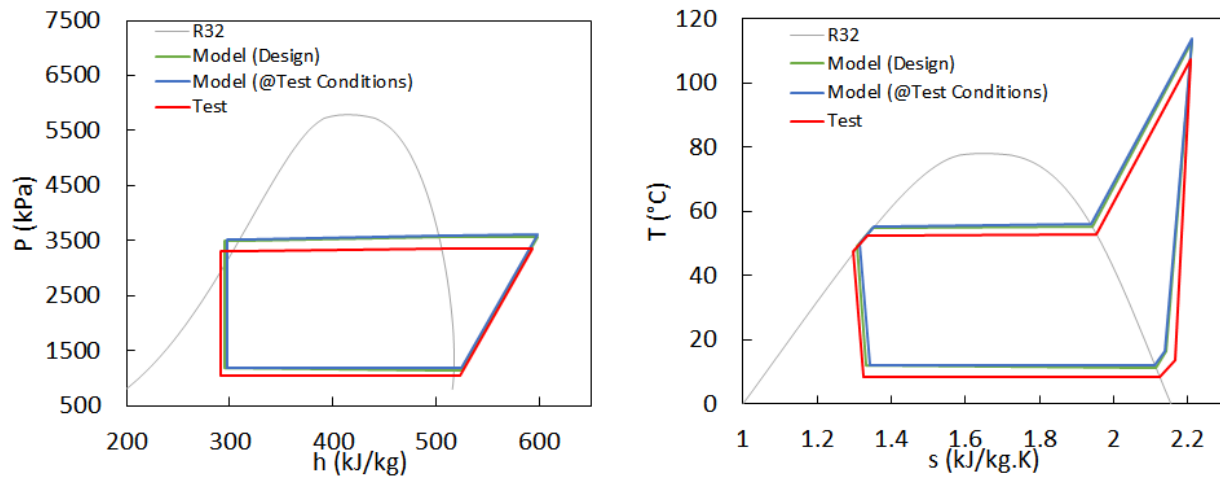 7500
6500
5500
4500
3500
2500
1500
500
P (kPa)
R32
Model (Design)
Model (@Test Conditions)
Test
200
300
400
500
600
h (kJ/kg)
120
100
80
60
40
20
0
T (°C)
R32
Model (Design)
Model (@Test Conditions)
Test
1
1.2
1.4
1.6
1.8
2
2.2
s (kJ/kg.K)